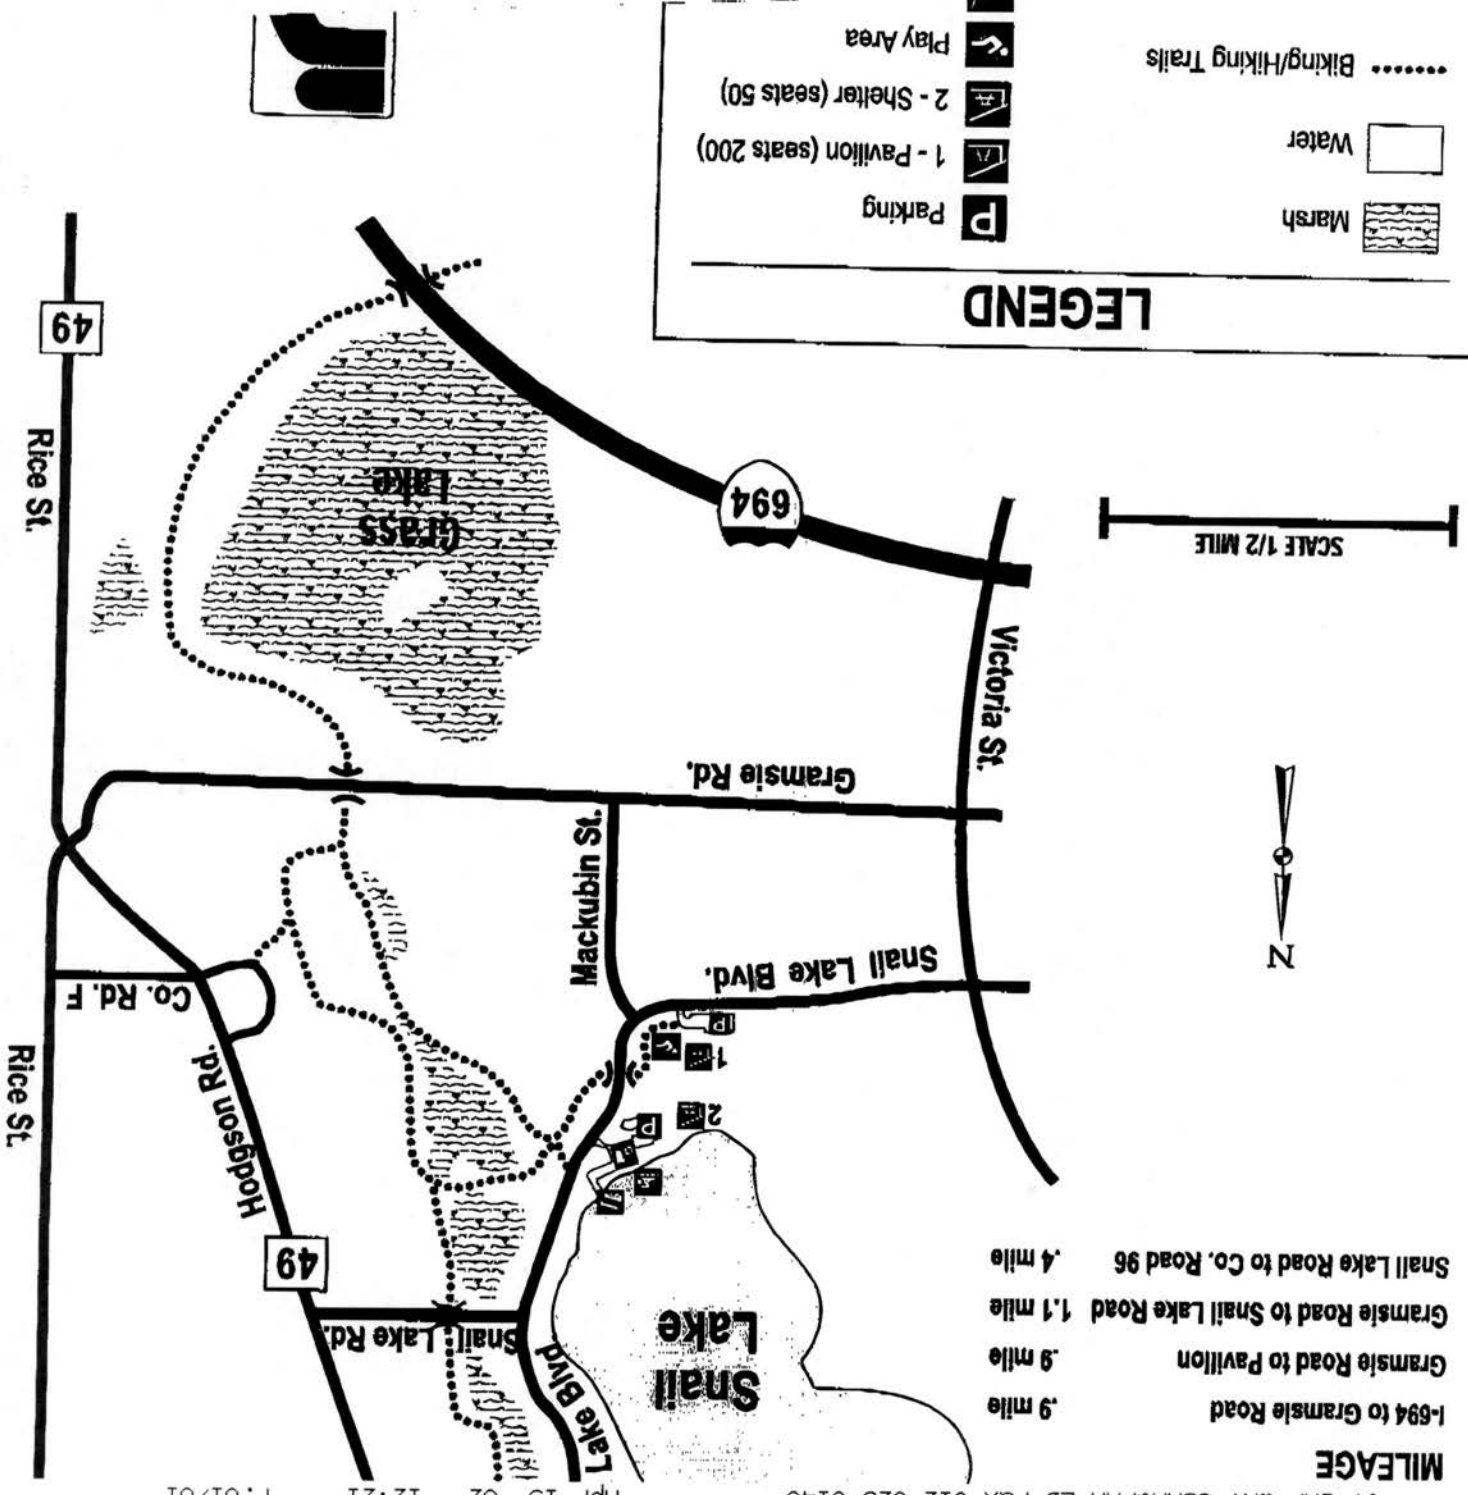 MILEAGE
I-694 to Gramsie Road .9 mile
Gramsie Road to Pavilion .9 mile
Gramsie Road to Snail Lake Road 1.1 mile
Snail Lake Road to Co. Road 96 .4 mile
Snail
Lake
Lake Blvd
Snail Lake Rd.
49
Hodgson Rd.
Rice St.
2
P
1
P
Co. Rd. F
Snail Lake Blvd.
N
Mackubin St.
Gramsie Rd.
Victoria St.
Grass
Lake
SCALE 1/2 MILE
694
Rice St.
49
LEGEND
Marsh
Water
Biking/Hiking Trails
P Parking
1 - Pavilion (seats 200)
2 - Shelter (seats 50)
Play Area